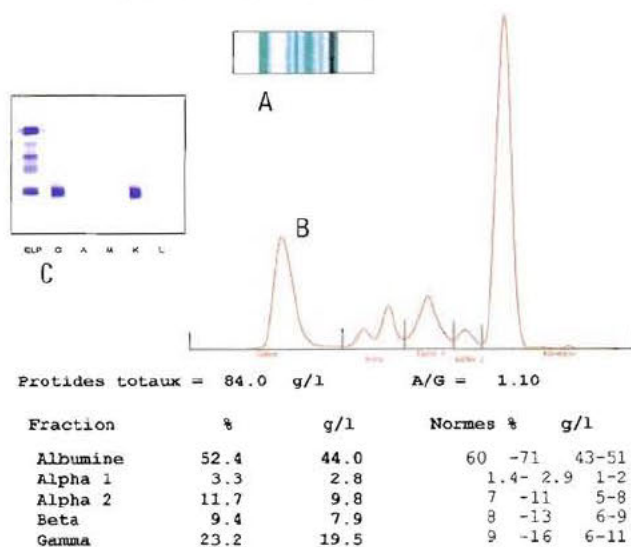 A
B
ELP G A M K L
C
Protides totaux = 84.0 g/l A/G = 1.10
Fraction % g/l Normes % g/l
Albumine 52.4 44.0 60 -71 43-51
Alpha 1 3.3 2.8 1.4- 2.9 1-2
Alpha 2 11.7 9.8 7 -11 5-8
Beta 9.4 7.9 8 -13 6-9
Gamma 23.2 19.5 9 -16 6-11